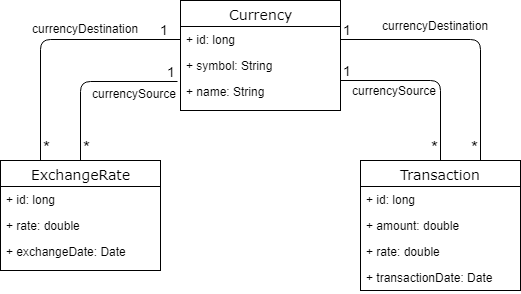 Currency
+ id: long
+ symbol: String
+ name: String
currencyDestination
1
*
1
currencySource
*
1
currencyDestination
*
1
currencySource
*
ExchangeRate
+ id: long
+ rate: double
+ exchangeDate: Date
Transaction
+ id: long
+ amount: double
+ rate: double
+ transactionDate: Date